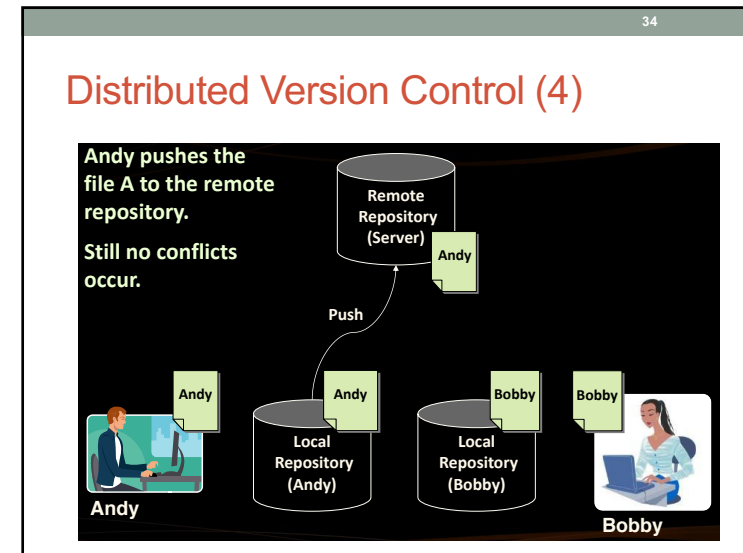 34
Distributed Version Control (4)
Andy pushes the
file A to the remote
repository.
Still no conflicts
occur.
Remote
Repository
(Server)
Andy
Push
Andy
Andy
Bobby
Bobby
Local
Repository
(Andy)
Local
Repository
(Bobby)
Andy
Bobby